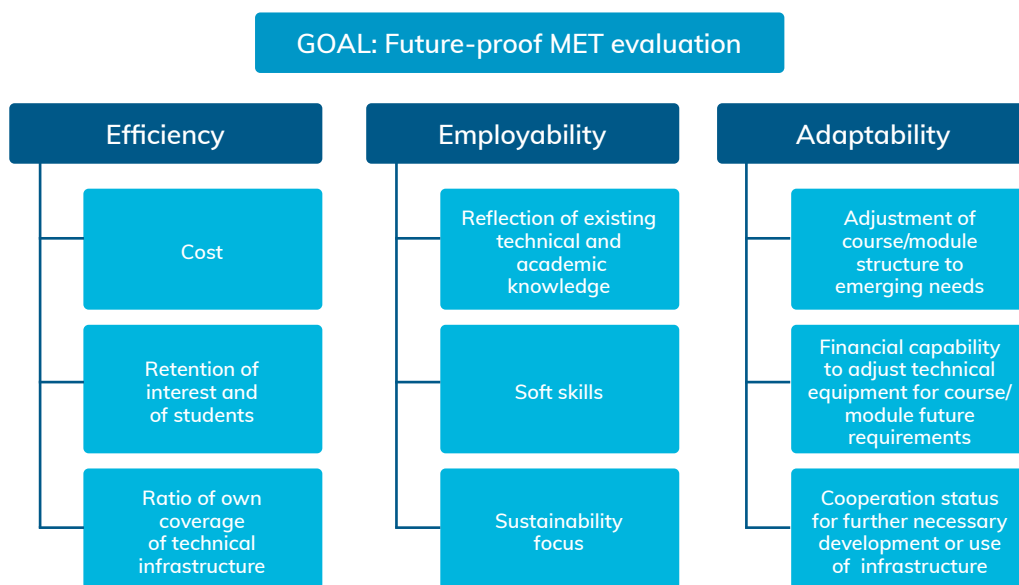 GOAL: Future-proof MET evaluation
Efficiency
Cost
Retention of
interest and
of students
Ratio of own
coverage
of technical
infrastructure
Employability
Reflection of existing
technical and
academic
knowledge
Soft skills
Sustainability
focus
Adaptability
Adjustment of
course/module
structure to
emerging needs
Financial capability
to adjust technical
equipment for course/
module future
requirements
Cooperation status
for further necessary
development or use
of infrastructure